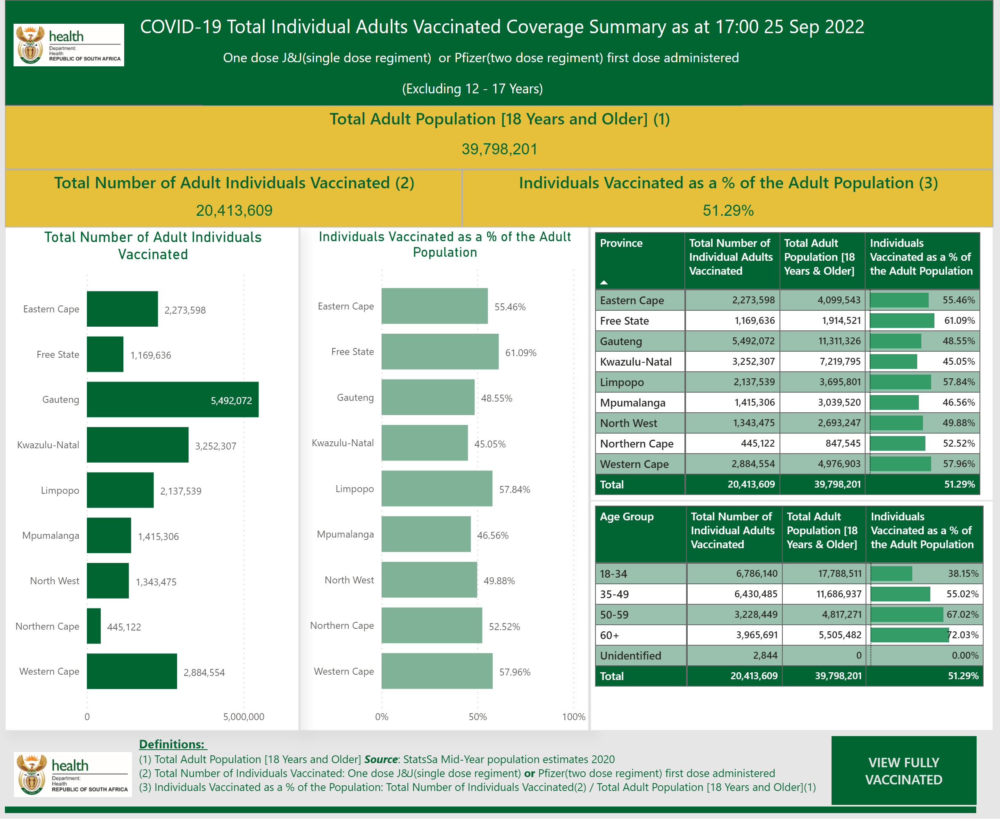 health
Department:
Health
REPUBLIC OF SOUTH AFRICA
COVID-19 Total Individual Adults Vaccinated Coverage Summary as at 17:00 25 Sep 2022
One dose J&J(single dose regiment)  or Pfizer(two dose regiment) first dose administered
(Excluding 12 - 17 Years)
Total Adult Population [18 Years and Older] (1)
39,798,201
Total Number of Adult Individuals Vaccinated (2)
20,413,609
Individuals Vaccinated as a % of the Adult Population (3)
51.29%
Total Number of Adult Individuals
Vaccinated
Eastern Cape 2,273,598
Free State 1,169,636
Gauteng 5,492,072
Kwazulu-Natal 3,252,307
Limpopo 2,137,539
Mpumalanga 1,415,306
North West 1,343,475
Northern Cape 445,122
Western Cape 2,884,554
0 5,000,000
Individuals Vaccinated as a % of the Adult
Population
Eastern Cape 55.46%
Free State 61.09%
Gauteng 48.55%
Kwazulu-Natal 45.05%
Limpopo 57.84%
Mpumalanga 46.56%
North West 49.88%
Northern Cape 52.52%
Western Cape 57.96%
0% 50% 100%
Province Total Number of Total Adult Individuals
Individual Adults Population [18 Vaccinated as a % of
Vaccinated Years & Older] the Adult Population
Eastern Cape 2,273,598 4,099,543 55.46%
Free State 1,169,636 1,914,521 61.09%
Gauteng 5,492,072 11,311,326 48.55%
Kwazulu-Natal 3,252,307 7,219,795 45.05%
Limpopo 2,137,539 3,695,801 57.84%
Mpumalanga 1,415,306 3,039,520 46.56%
North West 1,343,475 2,693,247 49.88%
Northern Cape 445,122 847,545 52.52%
Western Cape 2,884,554 4,976,903 57.96%
Total 20,413,609 39,798,201 51.29%
Age Group Total Number of Total Adult Individuals
Individual Adults Population [18 Vaccinated as a % of
Vaccinated Years & Older] the Adult Population
18-34 6,786,140 17,788,511 38.15%
35-49 6,430,485 11,686,937 55.02%
50-59 3,228,449 4,817,271 67.02%
60+ 3,965,691 5,505,482 72.03%
Unidentified 2,844 0 0.00%
Total 20,413,609 39,798,201 51.29%
health
Department:
Health
REPUBLIC OF SOUTH AFRICA
Definitions:
(1) Total Adult Population [18 Years and Older] Source: StatsSa Mid-Year population estimates 2020
(2) Total Number of Individuals Vaccinated: One dose J&J(single dose regiment) or Pfizer(two dose regiment) first dose administered
(3) Individuals Vaccinated as a % of the Population: Total Number of Individuals Vaccinated(2) / Total Adult Population [18 Years and Older](1)
VIEW FULLY
VACCINATED